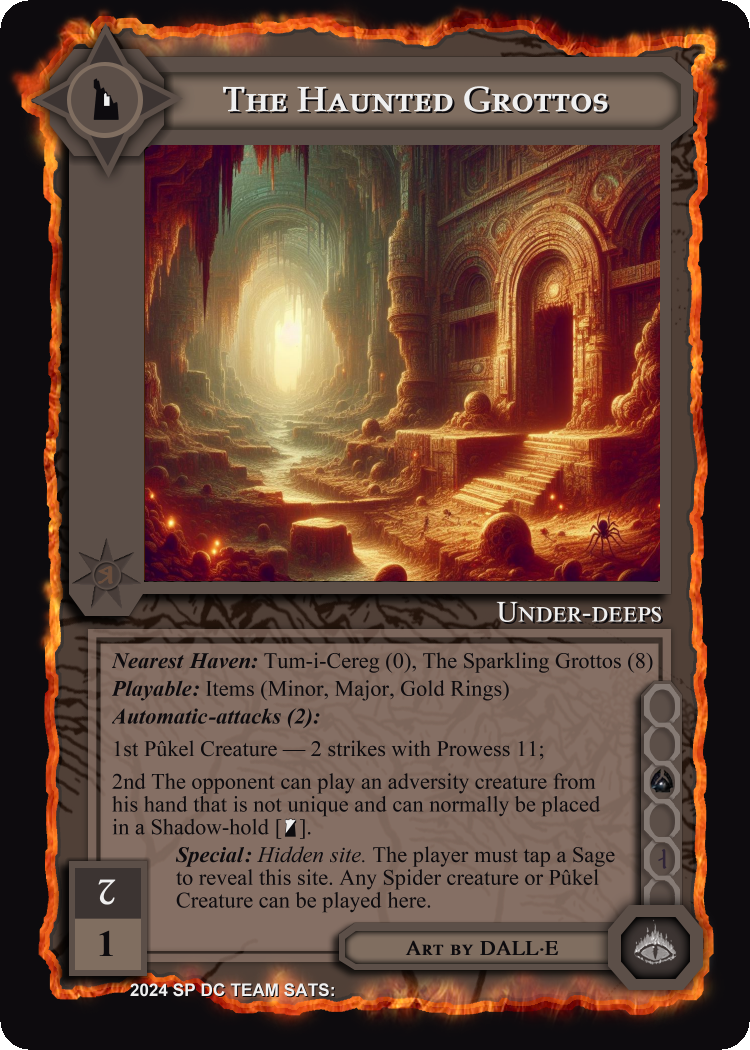 The Haunted Grottos
Under-deeps
Nearest Haven: Tum-i-Cereg (0), The Sparkling Grottos (8)
Playable: Items (Minor, Major, Gold Rings)
Automatic-attacks (2):
1st Pûkel Creature — 2 strikes with Prowess 11;
2nd The opponent can play an adversity creature from
his hand that is not unique and can normally be placed
in a Shadow-hold [ ].
Special: Hidden site. The player must tap a Sage
to reveal this site. Any Spider creature or Pûkel
Creature can be played here.
1
Art by DALL·E
2024 SP DC TEAM SATS: